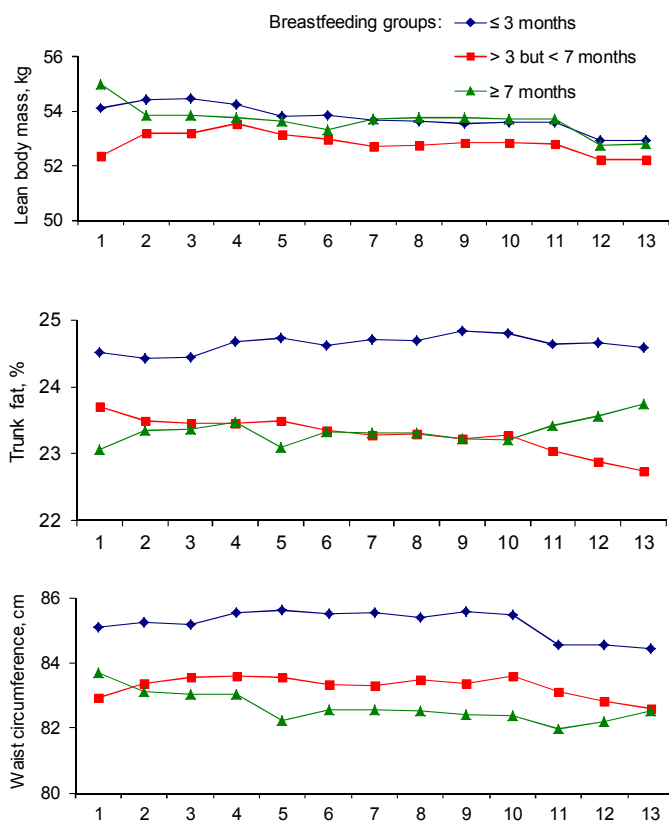 Breastfeeding groups:
≤ 3 months
> 3 but < 7 months
≥ 7 months
Lean body mass, kg
56
54
52
50
1 2 3 4 5 6 7 8 9 10 11 12 13
Trunk fat, %
25
24
23
22
1 2 3 4 5 6 7 8 9 10 11 12 13
Waist circumference, cm
86
84
82
80
1 2 3 4 5 6 7 8 9 10 11 12 13